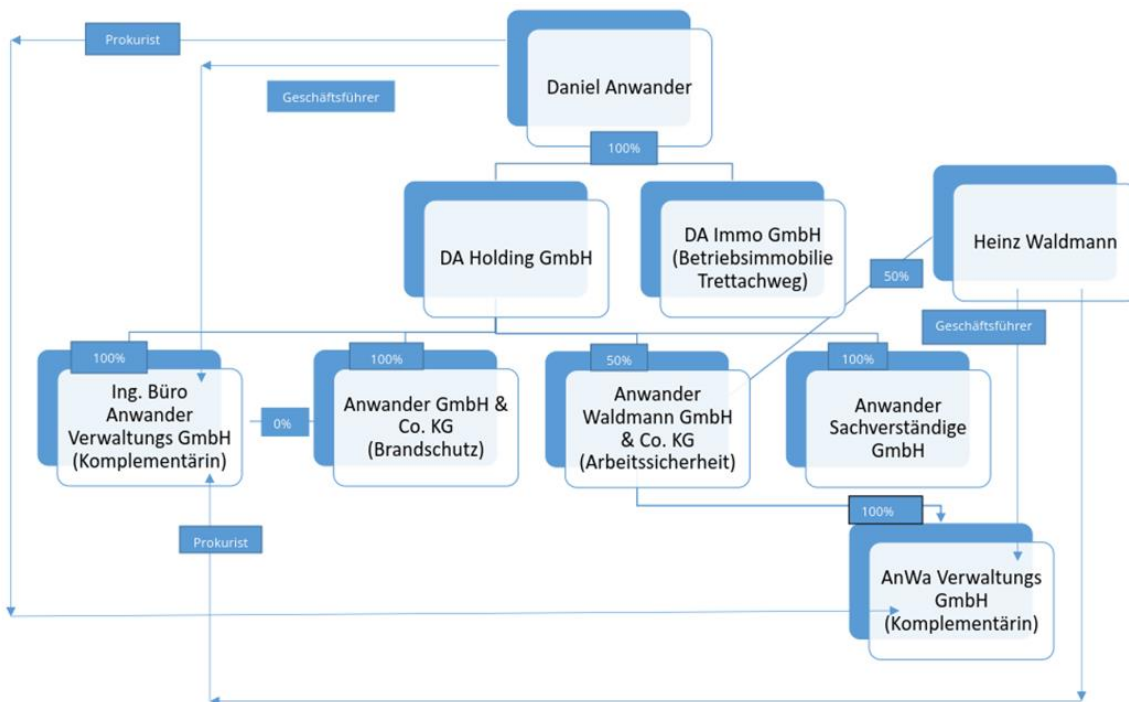 Prokurist
Daniel Anwander
Geschäftsführer
100%
DA Holding GmbH
DA Immo GmbH
(Betriebsimmobilie
Trettachweg)
Heinz Waldmann
50%
Geschäftsführer
100%
Ing. Büro
Anwander
Verwaltungs GmbH
(Komplementärin)
0%
100%
Anwander GmbH &
Co. KG
(Brandschutz)
50%
Anwander
Waldmann GmbH
& Co. KG
(Arbeitssicherheit)
100%
Anwander
Sachverständige
GmbH
100%
Prokurist
AnWa Verwaltungs
GmbH
(Komplementärin)